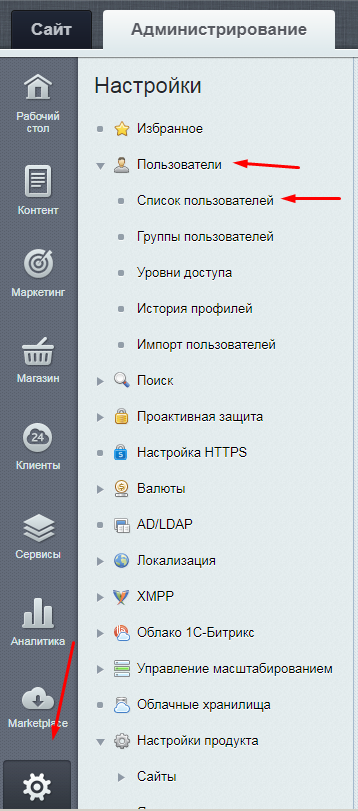 Сайт
Администрирование
Рабочий
стол
Контент
Маркетинг
Магазин
24
Клиенты
Сервисы
Аналитика
Marketplace
Настройки
Избранное
Пользователи
Список пользователей
Группы пользователей
Уровни доступа
История профилей
Импорт пользователей
Поиск
Проактивная защита
Настройка HTTPS
Валюты
AD/LDAP
Локализация
XMPP
Облако 1С-Битрикс
Управление масштабированием
Облачные хранилища
Настройки продукта
Сайты